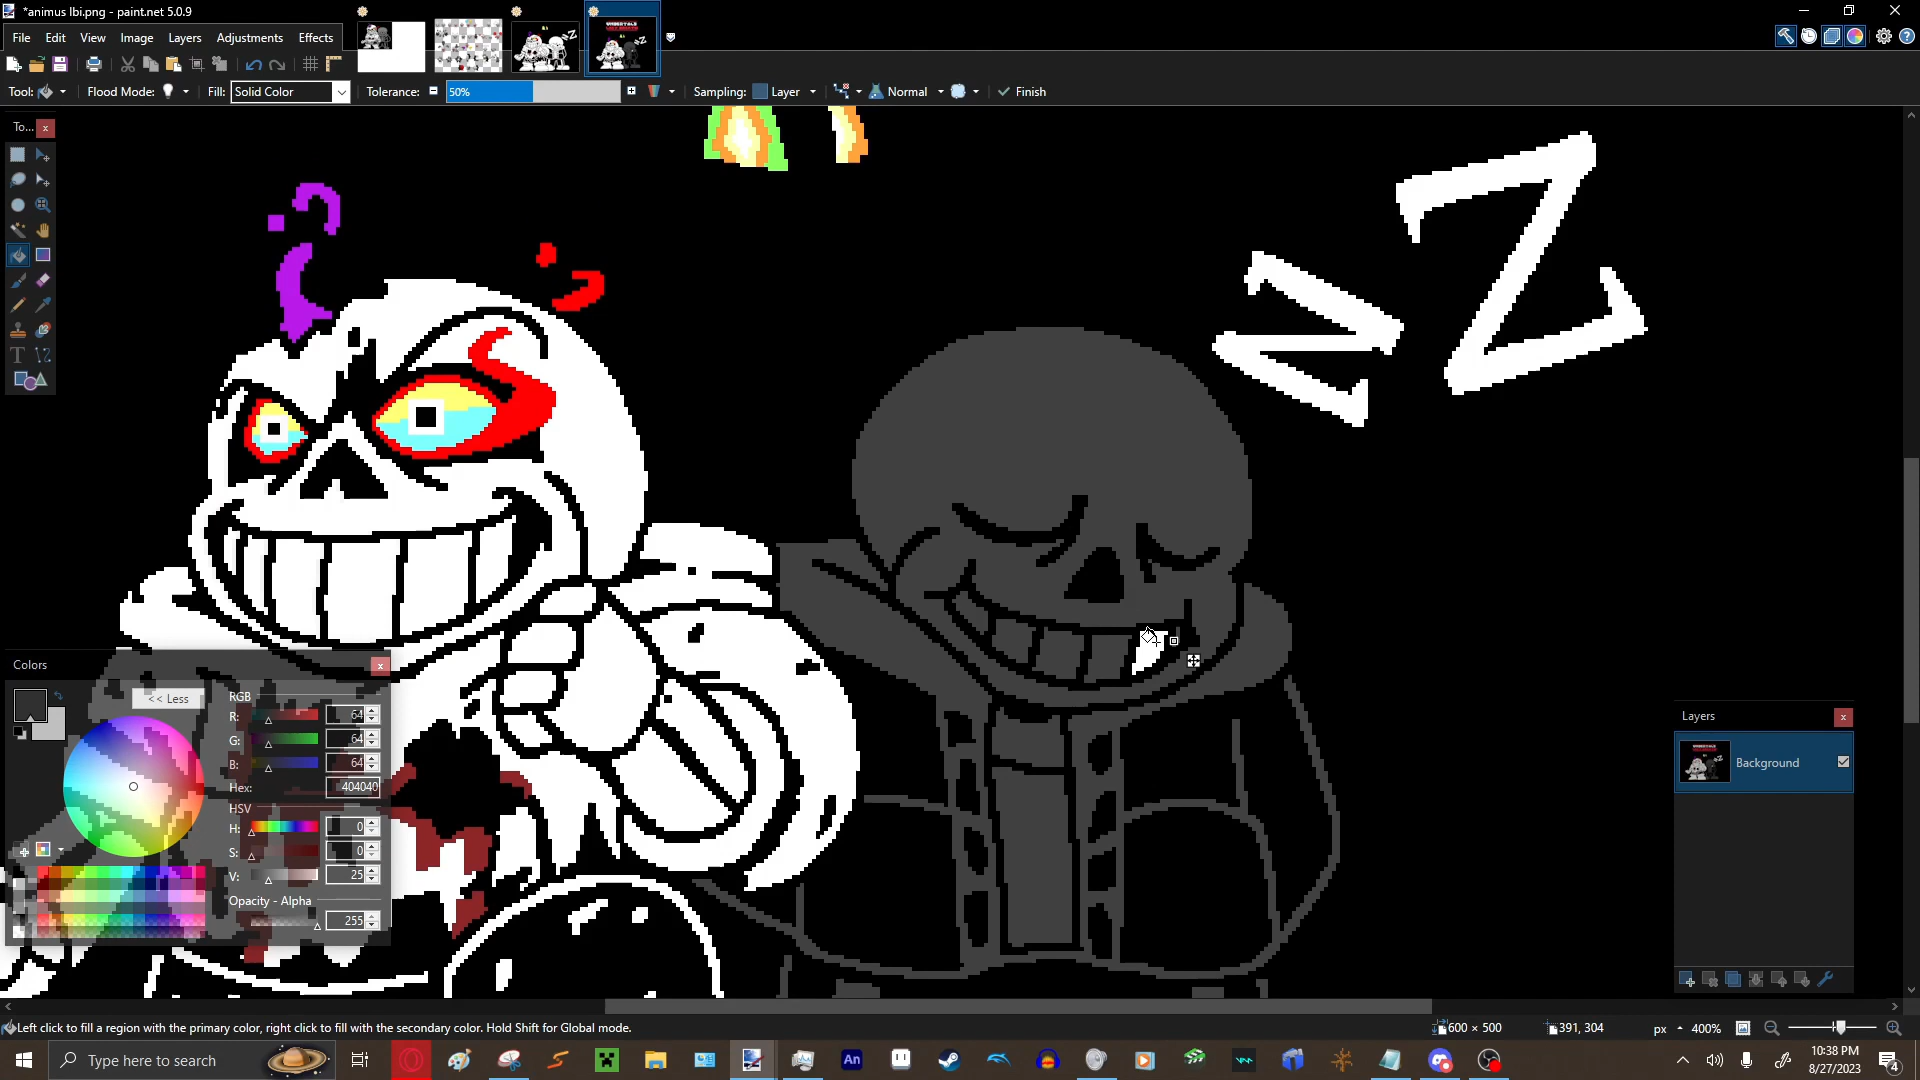 *animus lbi.png - paint.net 5.0.9
File Edit View Image Layers Adjustments Effects
Tool: Flood Mode: Fill: Solid Color Tolerance: 50% Sampling: Layer Normal Finish
To...
Z
Z
Colors
<< Less
RGB
R: 64
G: 64
B: 64
Hex: 404040
HSV
H: 0
S: 0
V: 25
Opacity - Alpha
255
Layers
Background
Left click to fill a region with the primary color, right click to fill with the secondary color. Hold Shift for Global mode.
600 × 500
391, 304
px
400%
Type here to search
An
10:38 PM
8/27/2023
4